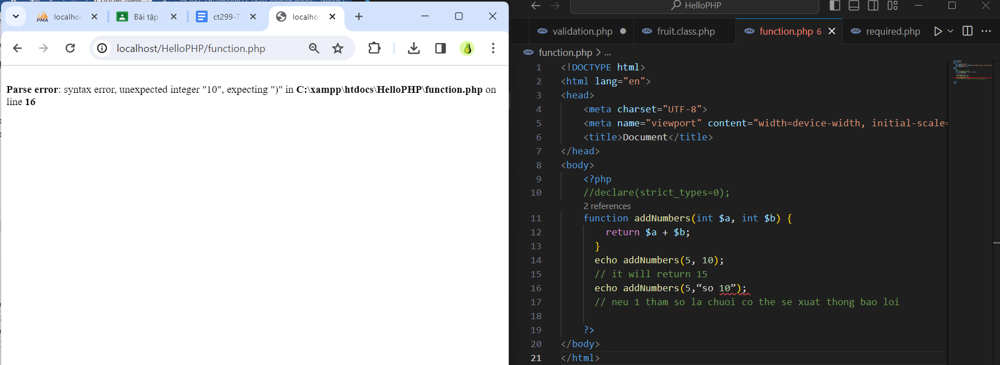 localhos
Bài tập
ct299-T
localho:
localhost/HelloPHP/function.php
Parse error: syntax error, unexpected integer "10", expecting ")" in C:\xampp\htdocs\HelloPHP\function.php on
line 16
HelloPHP
validation.php
fruit.class.php
function.php 6
required.php
function.php > ...
1 <!DOCTYPE html>
2 <html lang="en">
3 <head>
4 <meta charset="UTF-8">
5 <meta name="viewport" content="width=device-width, initial-scale=
6 <title>Document</title>
7 </head>
8 <body>
9 <?php
10 //declare(strict_types=0);
2 references
11 function addNumbers(int $a, int $b) {
12 return $a + $b;
13 }
14 echo addNumbers(5, 10);
15 // it will return 15
16 echo addNumbers(5,“so 10”);
17 // neu 1 tham so la chuoi co the se xuat thong bao loi
18
19 ?>
20 </body>
21 </html>